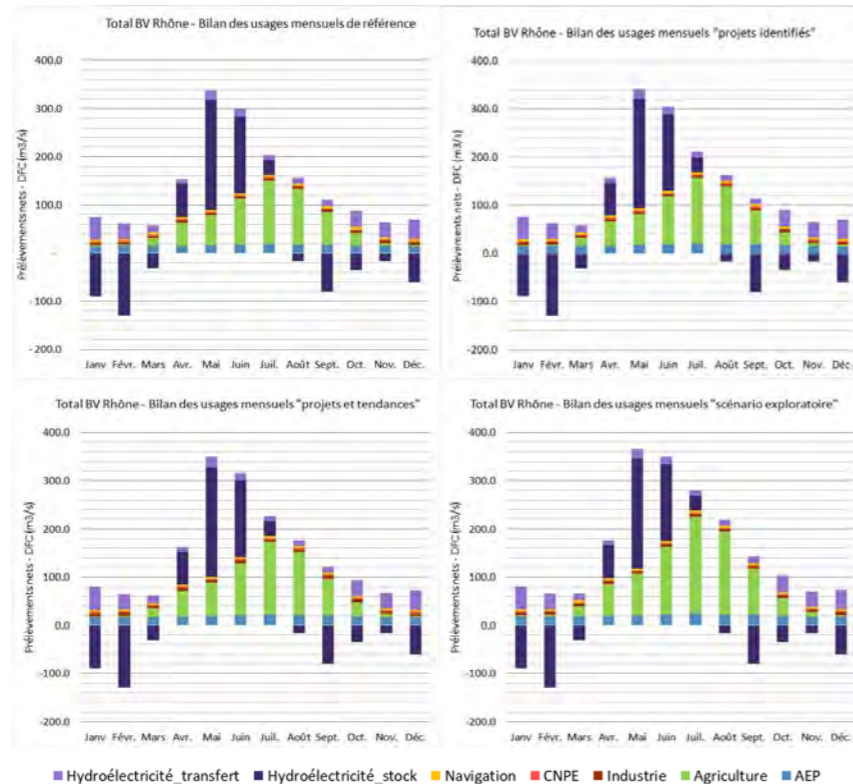 Total BV Rhône - Bilan des usages mensuels de référence
Prélèvements nets - DFC (m3/s)
400.0
300.0
200.0
100.0
-
-100.0
-200.0
Janv Févr. Mars Avr. Mai Juin Juil. Août Sept. Oct. Nov. Déc.
Total BV Rhône - Bilan des usages mensuels "projets identifiés"
Prélèvements nets - DFC (m3/s)
400.0
300.0
200.0
100.0
0.0
-100.0
-200.0
Janv Févr. Mars Avr. Mai Juin Juil. Août Sept. Oct. Nov. Déc.
Total BV Rhône - Bilan des usages mensuels "projets et tendances"
Prélèvements nets - DFC (m3/s)
400.0
300.0
200.0
100.0
0.0
-100.0
-200.0
Janv Févr. Mars Avr. Mai Juin Juil. Août Sept. Oct. Nov. Déc.
Total BV Rhône - Bilan des usages mensuels "scénario exploratoire"
Prélèvements nets - DFC (m3/s)
400.0
300.0
200.0
100.0
0.0
-100.0
-200.0
Janv Févr. Mars Avr. Mai Juin Juil. Août Sept. Oct. Nov. Déc.
Hydroélectricité_transfert Hydroélectricité_stock Navigation CNPE Industrie Agriculture AEP